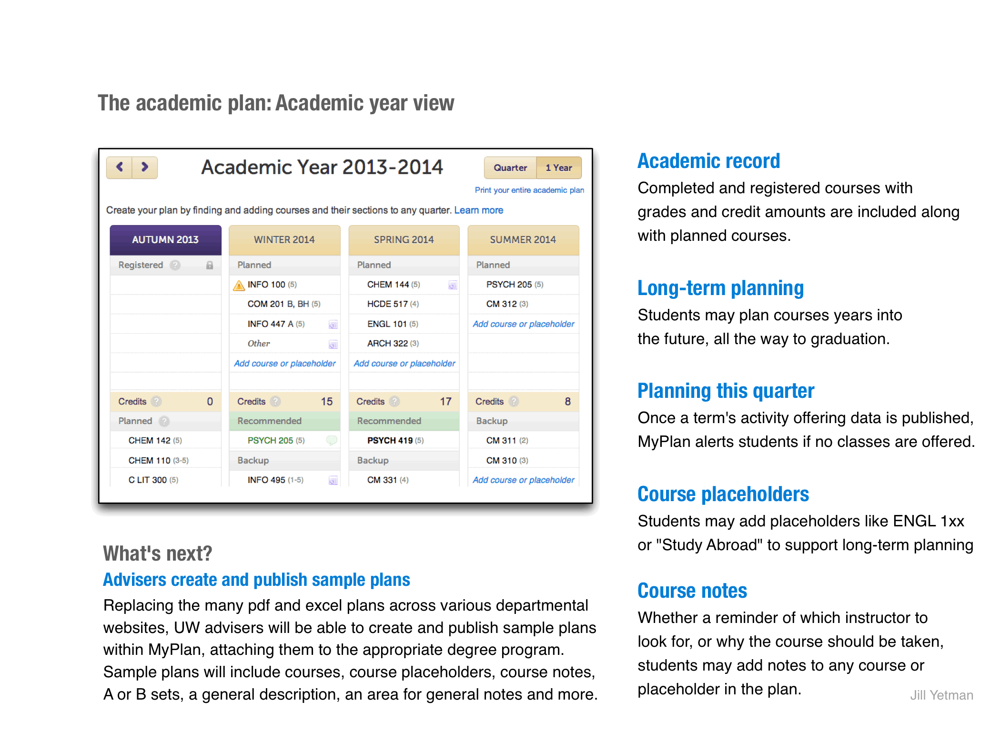 The academic plan: Academic year view
Academic Year 2013-2014
Quarter
1 Year
Print your entire academic plan
Create your plan by finding and adding courses and their sections to any quarter. Learn more
AUTUMN 2013
Registered
Credits 0
Planned
CHEM 142 (5)
CHEM 110 (3-5)
C LIT 300 (5)
WINTER 2014
Planned
INFO 100 (5)
COM 201 B, BH (5)
INFO 447 A (5)
Other
Add course or placeholder
Credits 15
Recommended
PSYCH 205 (5)
Backup
INFO 495 (1-5)
SPRING 2014
Planned
CHEM 144 (5)
HCDE 517 (4)
ENGL 101 (5)
ARCH 322 (3)
Add course or placeholder
Credits 17
Recommended
PSYCH 419 (5)
Backup
CM 331 (4)
SUMMER 2014
Planned
PSYCH 205 (5)
CM 312 (3)
Add course or placeholder
Credits 8
Backup
CM 311 (2)
CM 310 (3)
Add course or placeholder
What's next?
Advisers create and publish sample plans
Replacing the many pdf and excel plans across various departmental
websites, UW advisers will be able to create and publish sample plans
within MyPlan, attaching them to the appropriate degree program.
Sample plans will include courses, course placeholders, course notes,
A or B sets, a general description, an area for general notes and more.
Academic record
Completed and registered courses with
grades and credit amounts are included along
with planned courses.
Long-term planning
Students may plan courses years into
the future, all the way to graduation.
Planning this quarter
Once a term's activity offering data is published,
MyPlan alerts students if no classes are offered.
Course placeholders
Students may add placeholders like ENGL 1xx
or "Study Abroad" to support long-term planning
Course notes
Whether a reminder of which instructor to
look for, or why the course should be taken,
students may add notes to any course or
placeholder in the plan.
Jill Yetman